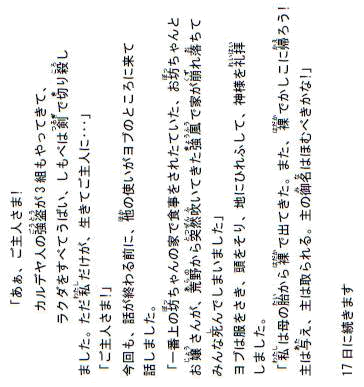 「あぁ、ご主人さま!
カルデヤ人の強盗が3組もやってきて、
ラクダをすべてうばい、しもべは剣で切り殺し
ました。ただ私だけが、生きてご主人に・・・」
「ご主人さま!」
今回も、話が終わる前に、他の使いがヨブのところに来て
話しました。
「一番上の坊ちゃんの家で食事をされたていた、お坊ちゃんと
お嬢さんが、荒野から突然吹いてきた強風で家が崩れ落ちて
みんな死んでしまいました」
ヨブは服をさき、頭をそり、地にひれふして、神様を礼拝
しました。
「私は母の胎から裸で出てきた。また、裸でかしこに帰ろう!
主は与え、主は取られる。主の御名はほむべきかな!」
17日に続きます